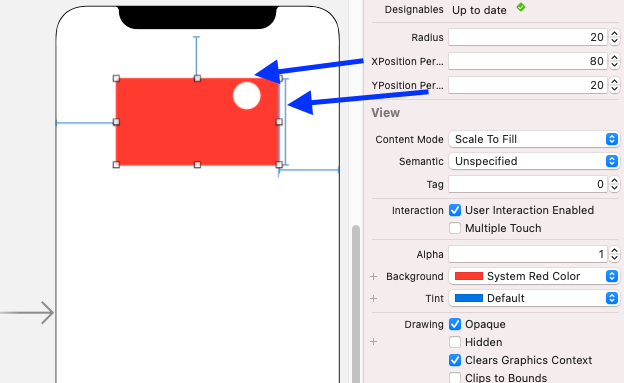 Designables Up to date
Radius 20
XPosition Per... 80
YPosition Per... 20
View
Content Mode Scale To Fill
Semantic Unspecified
Tag 0
Interaction User Interaction Enabled
Multiple Touch
Alpha 1
+ Background System Red Color
+ Tint Default
Drawing Opaque
+ Hidden
Clears Graphics Context
Clips to Bounds